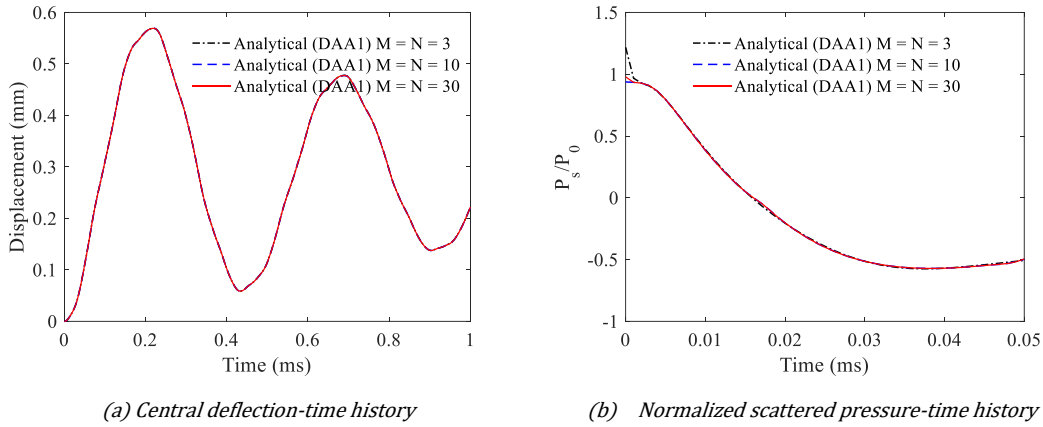 0.6
0.5
0.4
0.3
0.2
0.1
0
Displacement (mm)
Analytical (DAA1) M = N = 3
Analytical (DAA1) M = N = 10
Analytical (DAA1) M = N = 30
0 0.2 0.4 0.6 0.8 1
Time (ms)
(a) Central deflection-time history
1.5
1
0.5
0
-0.5
-1
P_s/P_0
Analytical (DAA1) M = N = 3
Analytical (DAA1) M = N = 10
Analytical (DAA1) M = N = 30
0 0.01 0.02 0.03 0.04 0.05
Time (ms)
(b) Normalized scattered pressure-time history